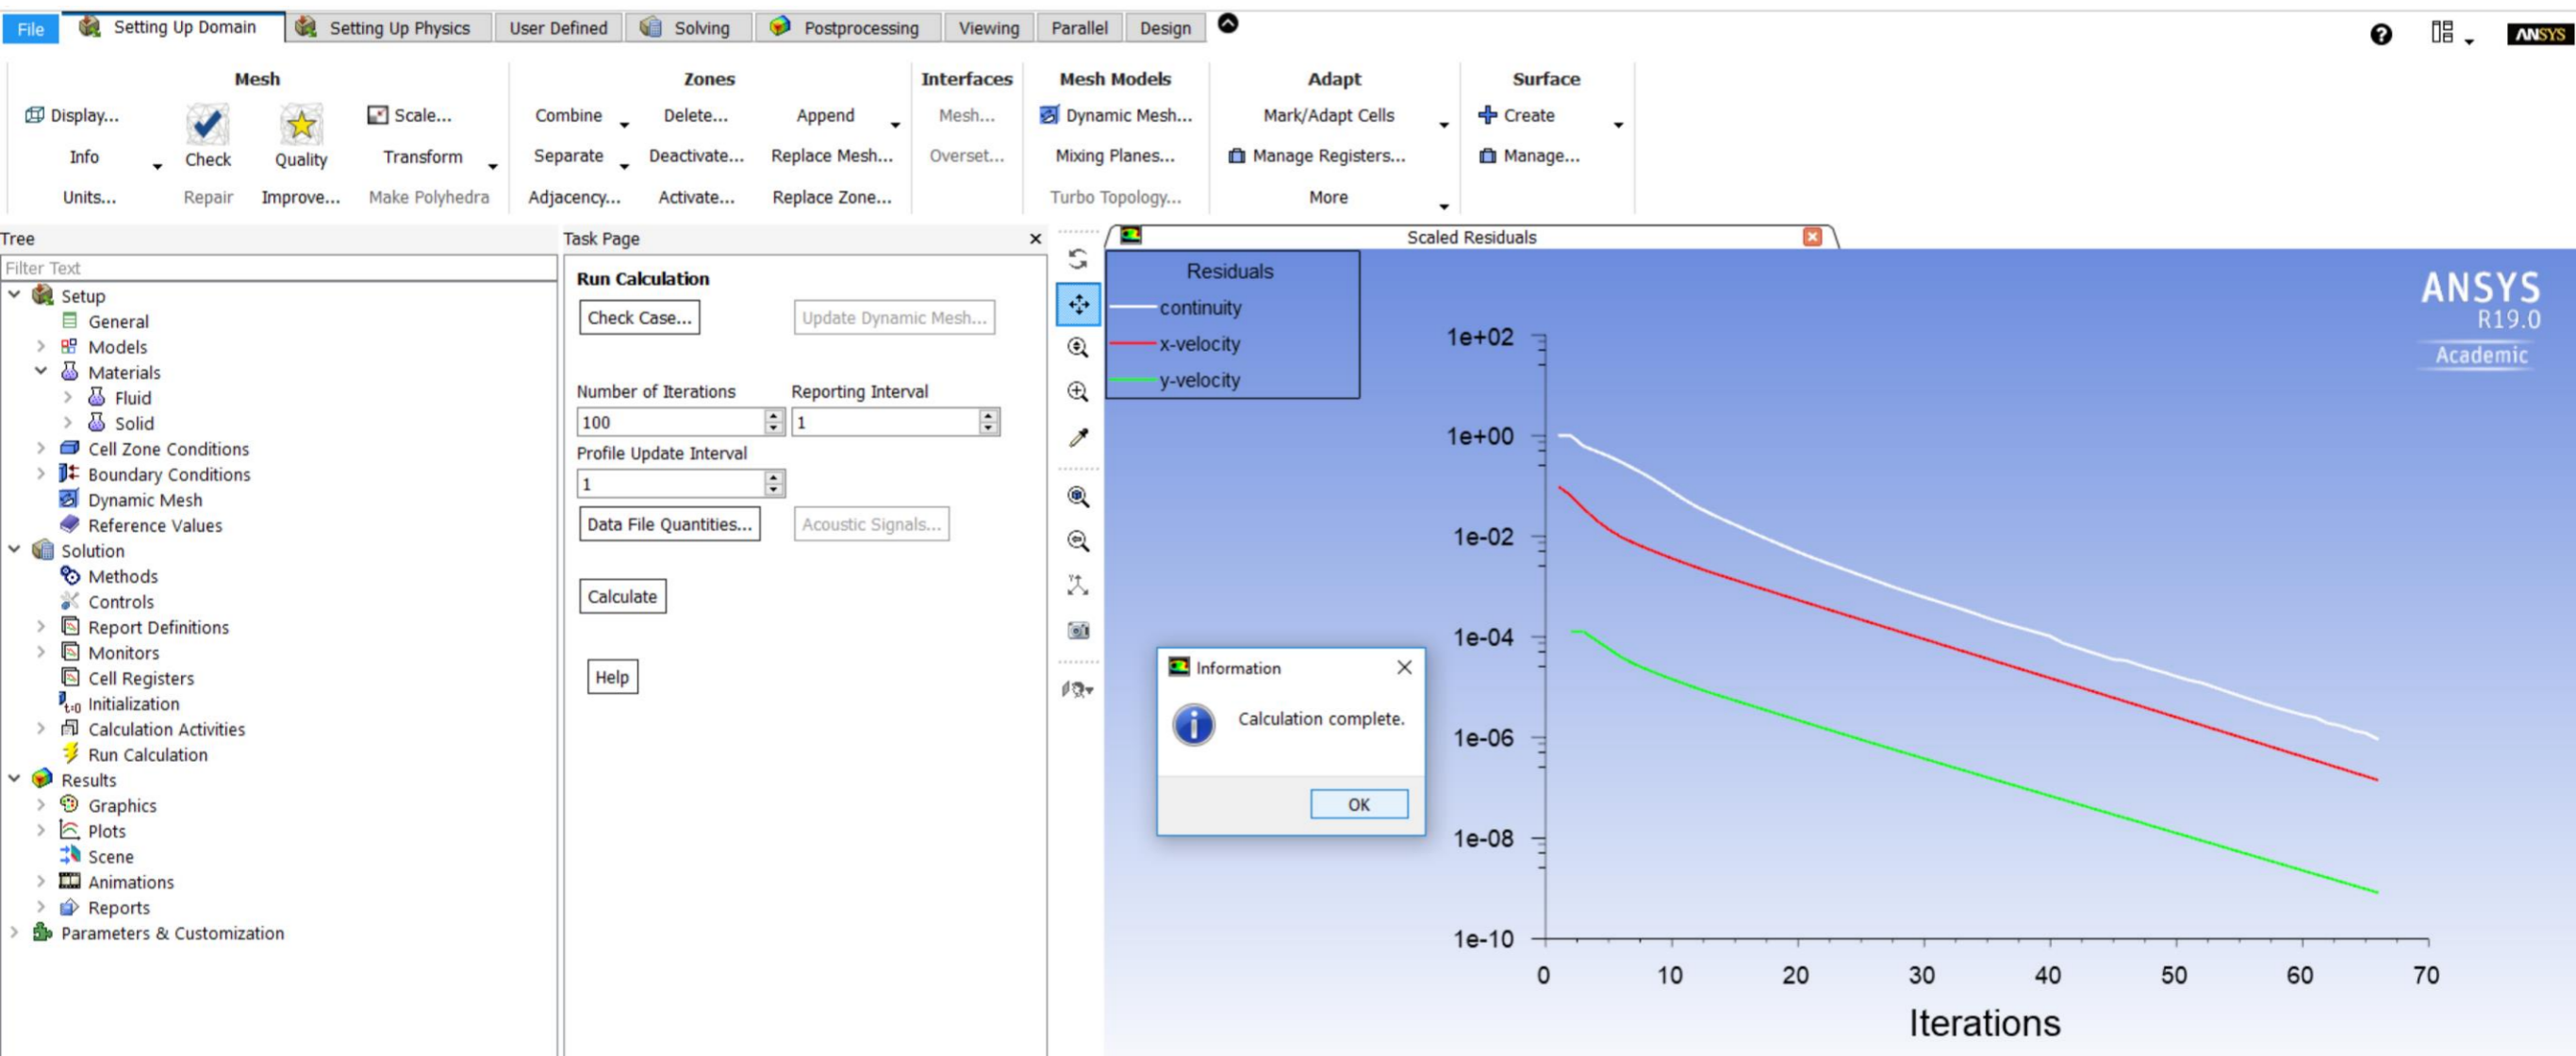 File Setting Up Domain Setting Up Physics User Defined Solving Postprocessing Viewing Parallel Design ANSYS
Mesh Zones Interfaces Mesh Models Adapt Surface
Display... Scale... Combine Delete... Append Mesh... Dynamic Mesh... Mark/Adapt Cells Create
Info Check Quality Transform Separate Deactivate... Replace Mesh... Overset... Mixing Planes... Manage Registers... Manage...
Units... Repair Improve... Make Polyhedra Adjacency... Activate... Replace Zone... Turbo Topology... More
Tree
Filter Text
Setup
General
Models
Materials
Fluid
Solid
Cell Zone Conditions
Boundary Conditions
Dynamic Mesh
Reference Values
Solution
Methods
Controls
Report Definitions
Monitors
Cell Registers
t=0 Initialization
Calculation Activities
Run Calculation
Results
Graphics
Plots
Scene
Animations
Reports
Parameters & Customization
Task Page
Run Calculation
Check Case... Update Dynamic Mesh...
Number of Iterations Reporting Interval
100 1
Profile Update Interval
1
Data File Quantities... Acoustic Signals...
Calculate
Help
Scaled Residuals
Residuals
continuity
x-velocity
y-velocity
ANSYS
R19.0
Academic
1e+02
1e+00
1e-02
1e-04
1e-06
1e-08
1e-10
0 10 20 30 40 50 60 70
Iterations
Information
Calculation complete.
OK